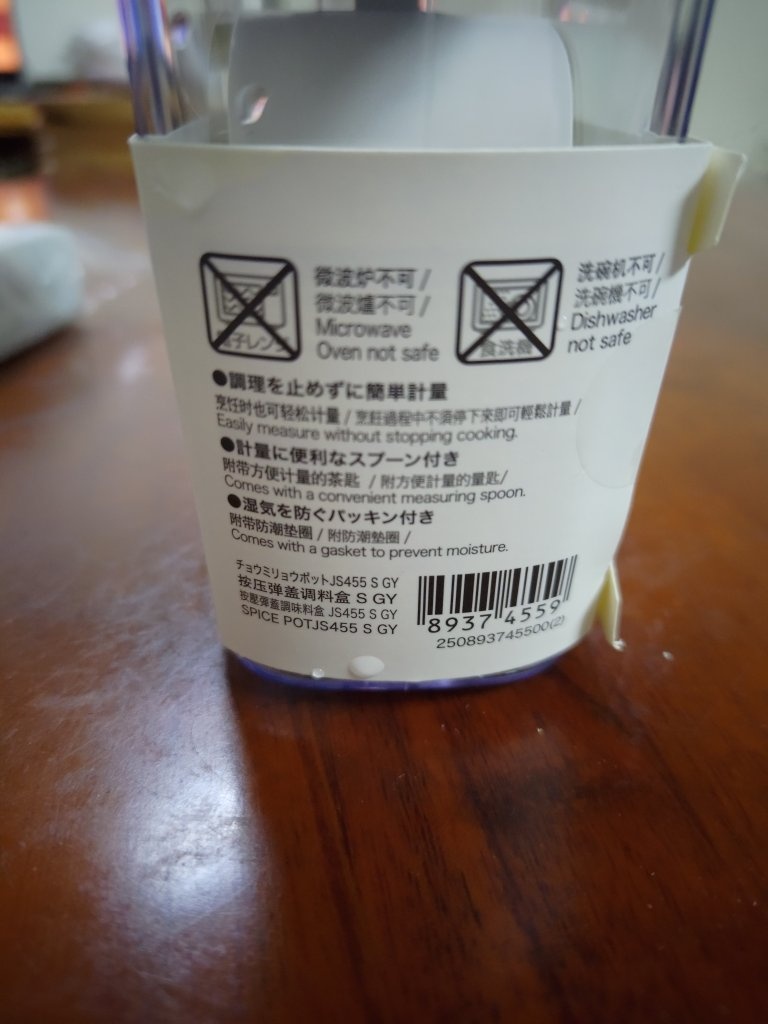 微波炉不可/
微波爐不可/
Microwave
Oven not safe
電子レンジ
洗碗机不可/
洗碗機不可/
Dishwasher
not safe
食洗機
●調理を止めずに簡単計量
烹饪时也可轻松计量 / 烹飪過程中不須停下來即可輕鬆計量 /
Easily measure without stopping cooking.
●計量に便利なスプーン付き
附带方便计量的茶匙 / 附方便計量的量匙/
Comes with a convenient measuring spoon.
●湿気を防ぐパッキン付き
附带防潮垫圈 / 附防潮墊圈 /
Comes with a gasket to prevent moisture.
チョウミリョウポットJS455 S GY
按压弹盖调料盒 S GY
按壓彈蓋調味料盒 JS455 S GY
SPICE POTJS455 S GY
8937 4559
250893745500(2)